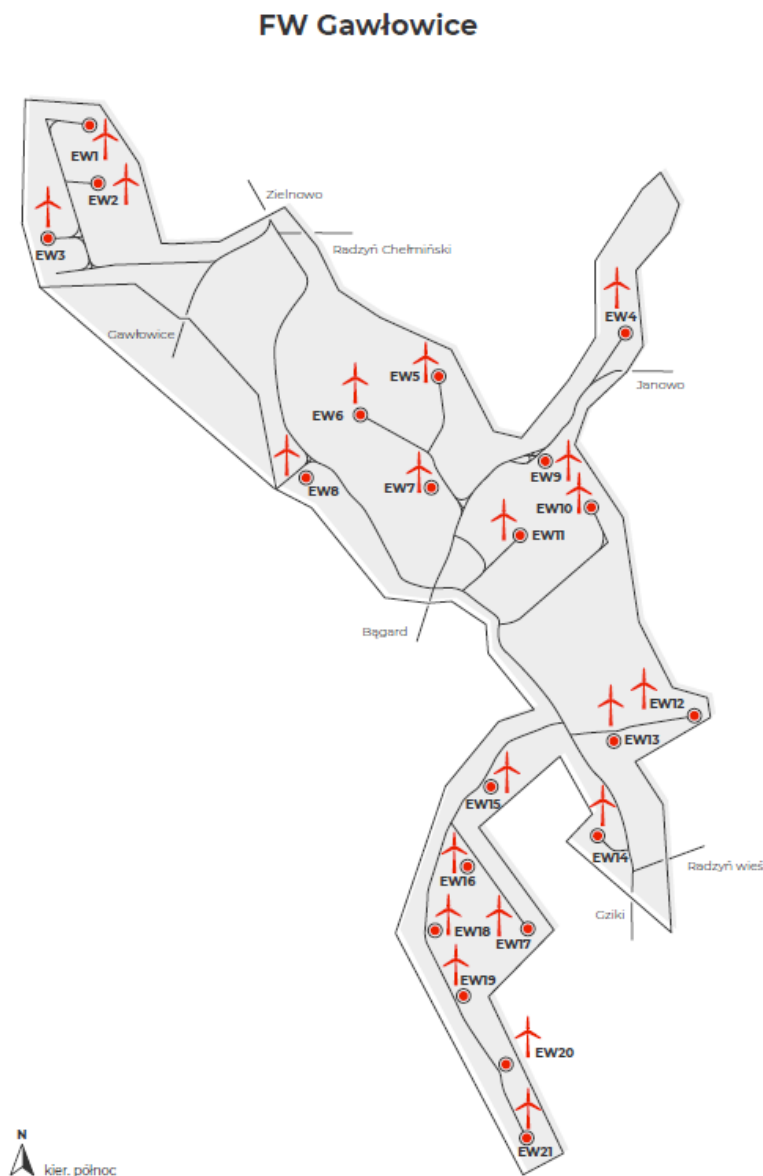 FW Gawłowice
EW1
EW2
EW3
Zielnowo
Radzyń Chełmiński
Gawłowice
EW4
Janowo
EW5
EW6
EW7
EW8
EW9
EW10
EW11
Bągard
EW12
EW13
EW14
Radzyń wieś
Gziki
EW15
EW16
EW17
EW18
EW19
EW20
EW21
N
kier. północ